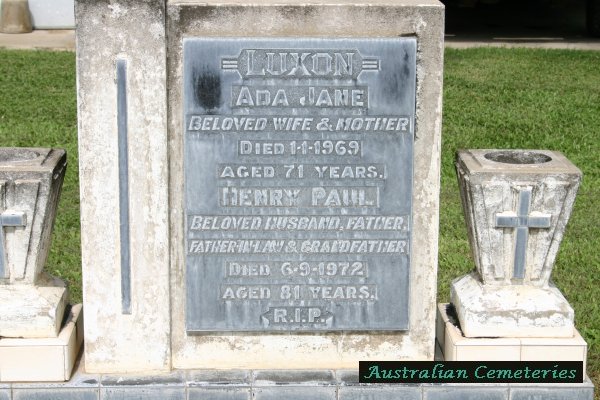 LUXON
ADA JANE
BELOVED WIFE & MOTHER
DIED 1-1-1969
AGED 71 YEARS.
HENRY PAUL
BELOVED HUSBAND, FATHER,
FATHER-IN-LAW & GRANDFATHER
DIED 6-9-1972
AGED 81 YEARS.
R.I.P.
Australian Cemeteries